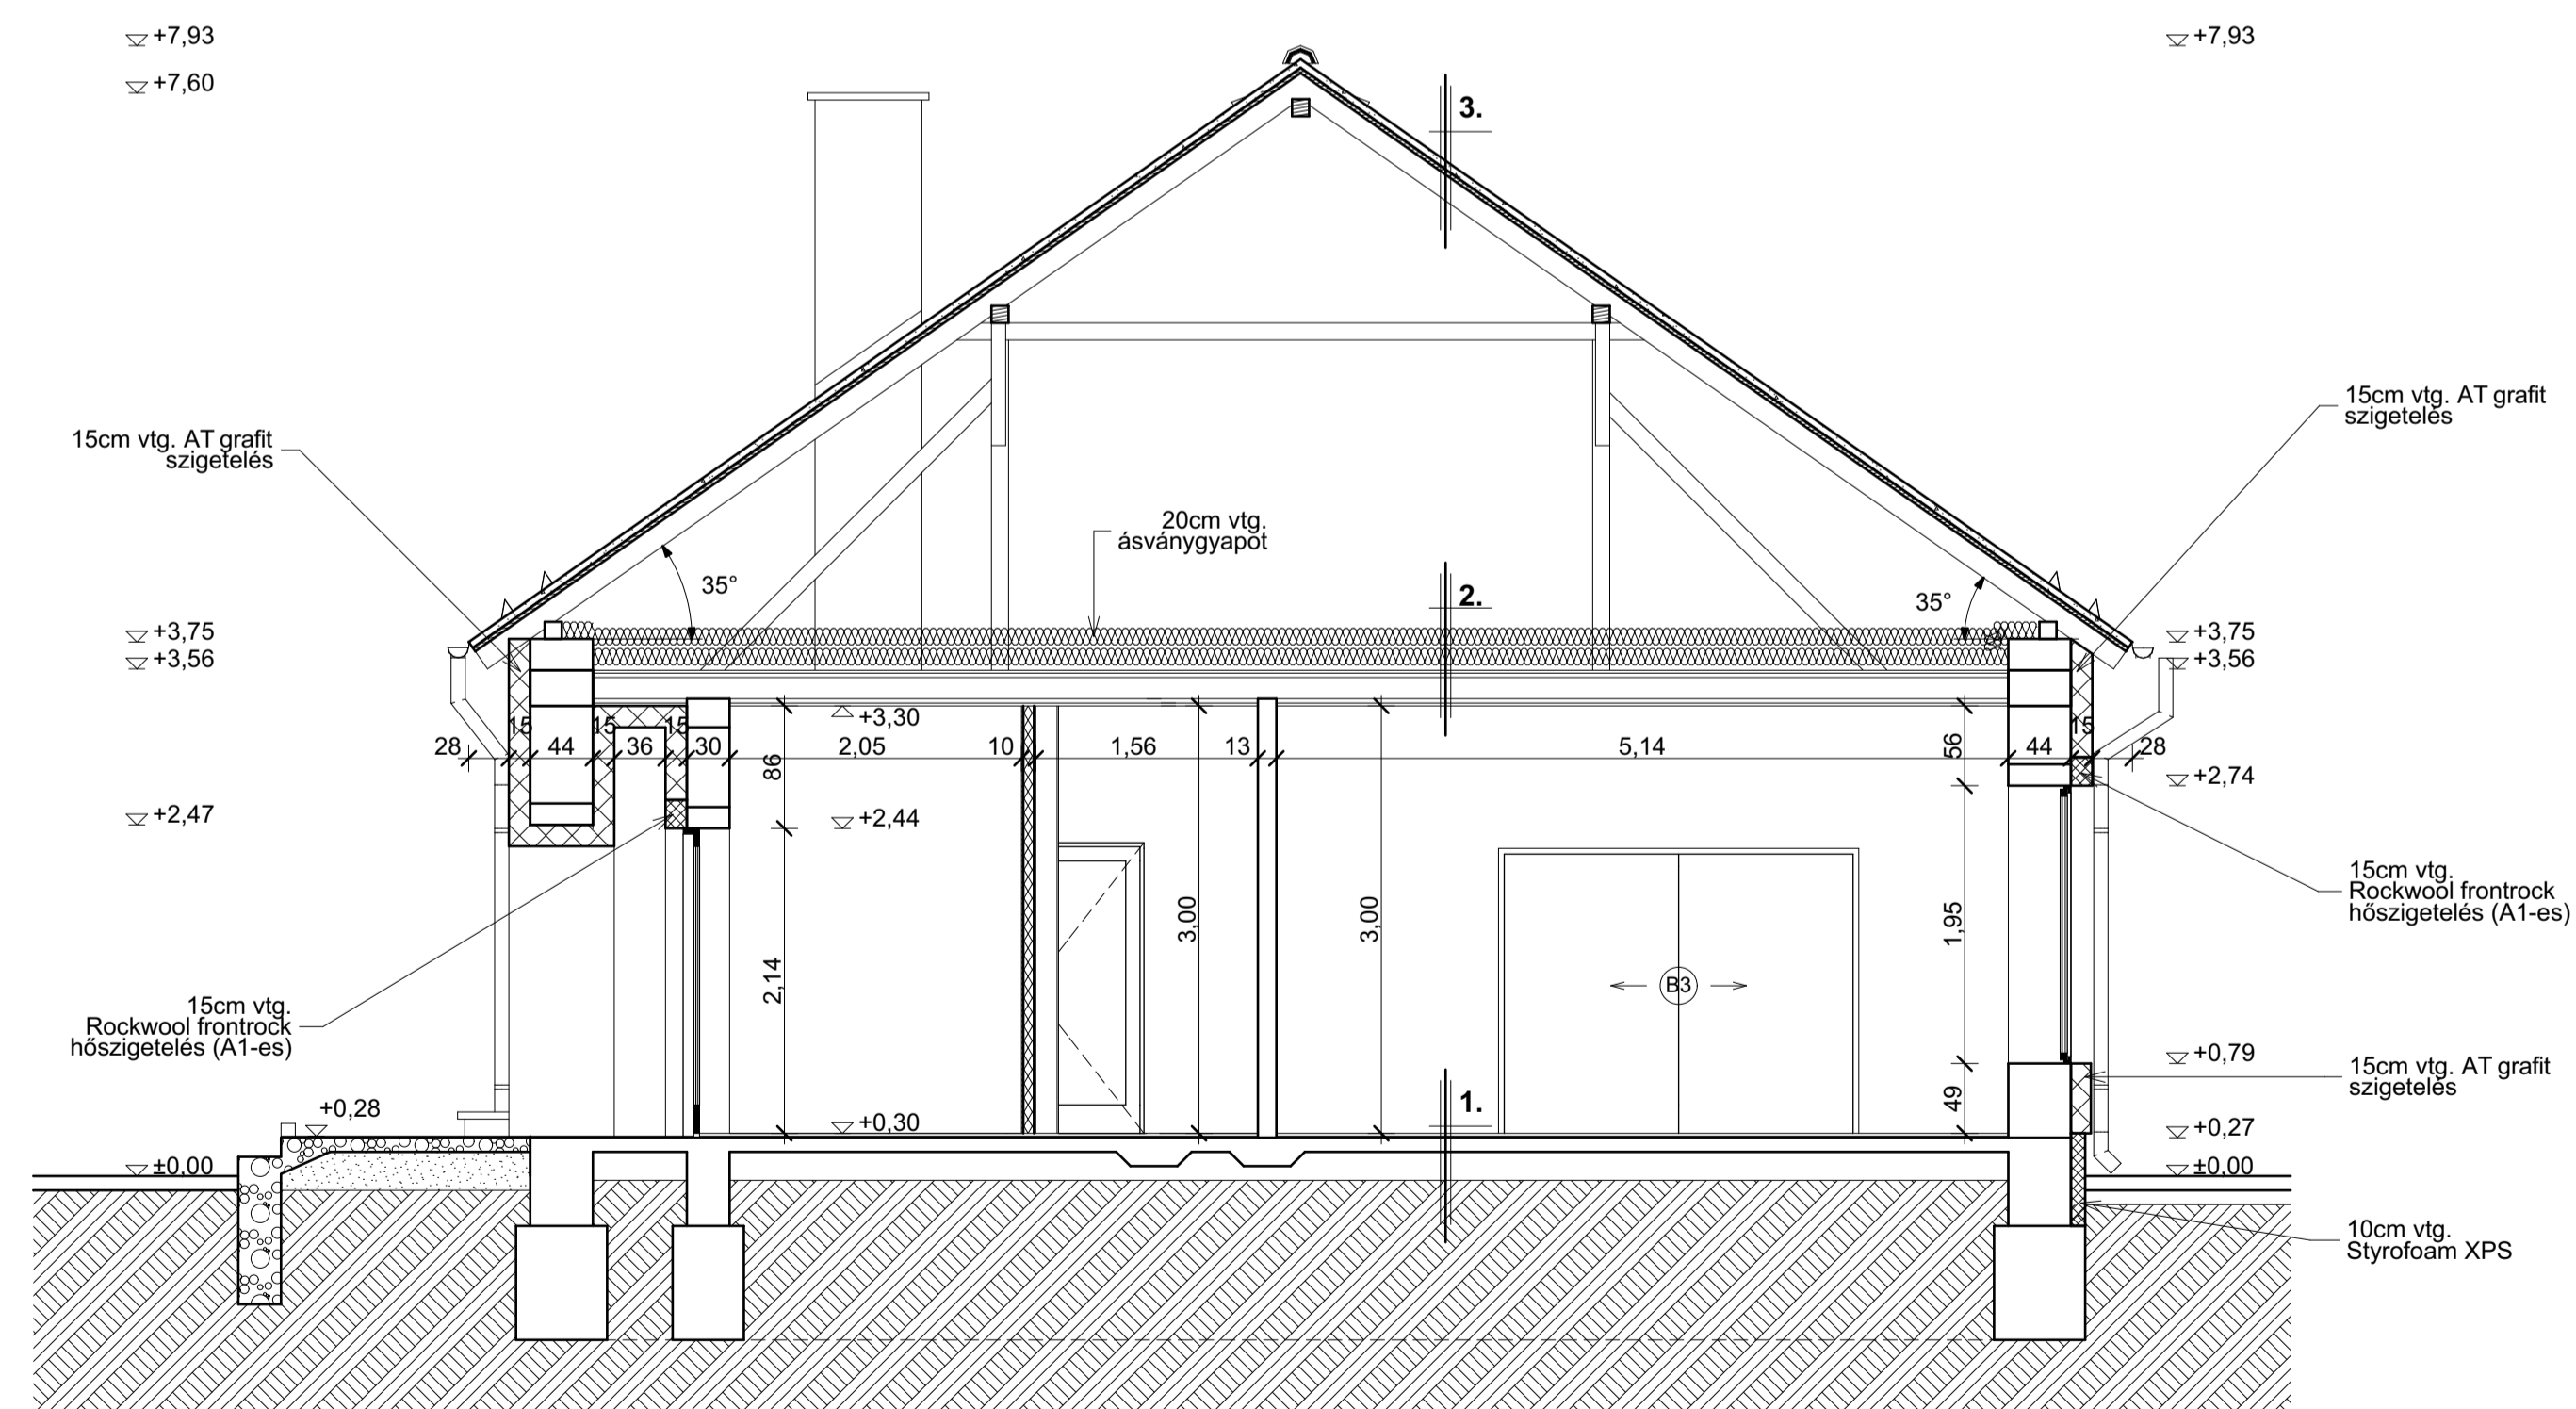 +7,93
+7,93
+7,60
3.
15cm vtg. AT grafit
szigetelés
15cm vtg. AT grafit
szigetelés
20cm vtg.
ásványgyapot
35°
2.
35°
+3,75
+3,75
+3,56
+3,56
+3,30
28
15
44
15
36
15
30
2,05
10
1,56
13
5,14
44
15
28
86
56
+2,74
+2,47
+2,44
15cm vtg.
Rockwool frontrock
hőszigetelés (A1-es)
3,00
3,00
1,95
2,14
B3
15cm vtg.
Rockwool frontrock
hőszigetelés (A1-es)
+0,79
15cm vtg. AT grafit
szigetelés
49
1.
+0,28
+0,30
+0,27
±0,00
±0,00
10cm vtg.
Styrofoam XPS